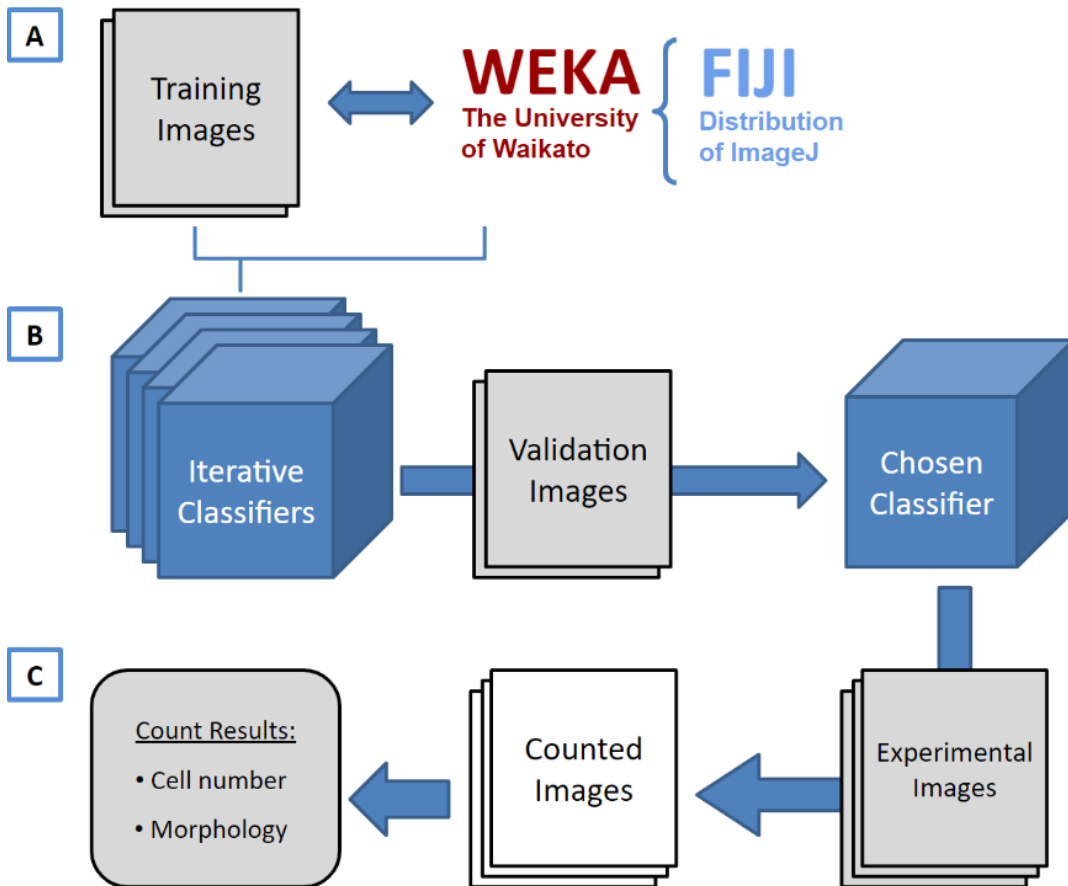 A
Training
Images
WEKA
The University
of Waikato
FIJI
Distribution
of ImageJ
B
Iterative
Classifiers
Validation
Images
Chosen
Classifier
C
Count Results:
• Cell number
• Morphology
Counted
Images
Experimental
Images